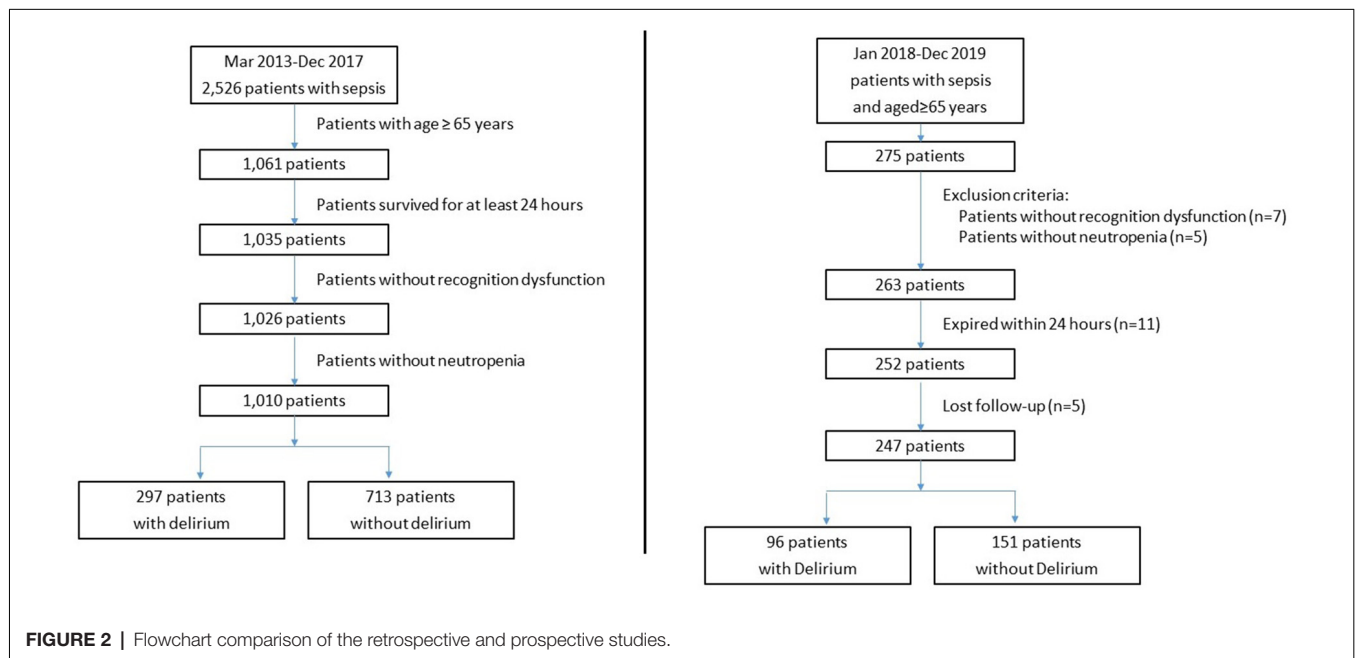 Mar 2013-Dec 2017
2,526 patients with sepsis
Patients with age ≥ 65 years
1,061 patients
Patients survived for at least 24 hours
1,035 patients
Patients without recognition dysfunction
1,026 patients
Patients without neutropenia
1,010 patients
297 patients
with delirium
713 patients
without delirium
Jan 2018-Dec 2019
patients with sepsis
and aged≥65 years
275 patients
Exclusion criteria:
Patients without recognition dysfunction (n=7)
Patients without neutropenia (n=5)
263 patients
Expired within 24 hours (n=11)
252 patients
Lost follow-up (n=5)
247 patients
96 patients
with Delirium
151 patients
without Delirium
FIGURE 2 | Flowchart comparison of the retrospective and prospective studies.